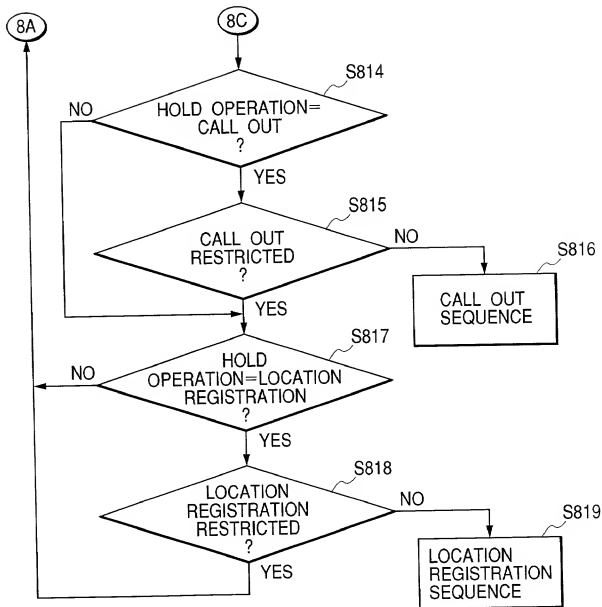 8A
8C
S814
NO
HOLD OPERATION=
CALL OUT
?
YES
S815
CALL OUT
RESTRICTED
?
NO
S816
CALL OUT
SEQUENCE
YES
S817
HOLD
OPERATION=LOCATION
REGISTRATION
?
NO
YES
S818
LOCATION
REGISTRATION
RESTRICTED
?
NO
S819
LOCATION
REGISTRATION
SEQUENCE
YES